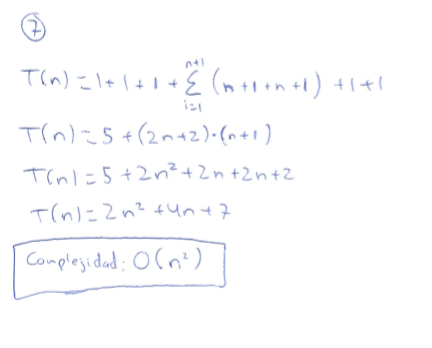 7
T(n) = 1+1+1+ Σ_{i=1}^{n+1} (n+1+n+1) +1+1
T(n) = 5 + (2n+2)·(n+1)
T(n) = 5 + 2n² + 2n + 2n + 2
T(n) = 2n² + 4n + 7
Complejidad: O(n²)